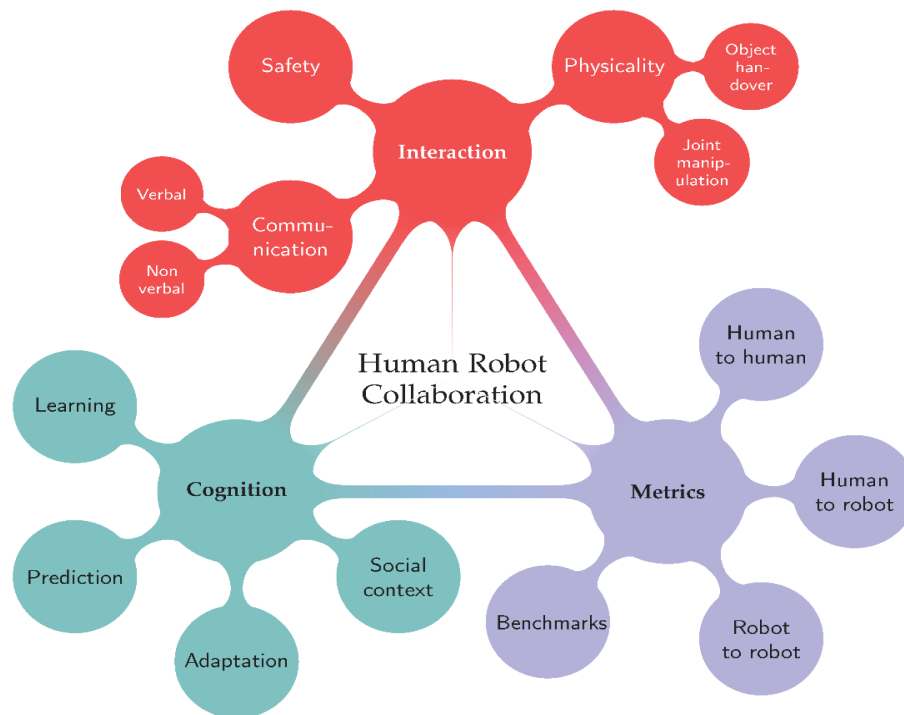 Safety
Physicality
Object
han-
dover
Interaction
Joint
manip-
ulation
Verbal
Commu-
nication
Non
verbal
Human Robot
Collaboration
Human
to human
Learning
Cognition
Metrics
Human
to robot
Prediction
Social
context
Benchmarks
Robot
to robot
Adaptation